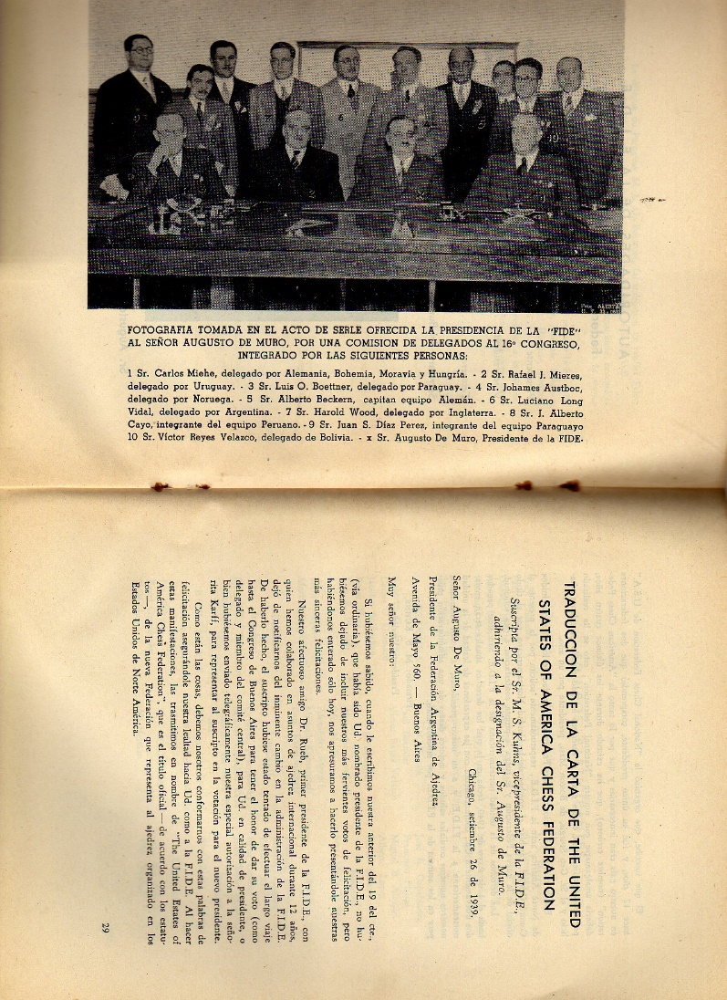 FOTOGRAFIA TOMADA EN EL ACTO DE SERLE OFRECIDA LA PRESIDENCIA DE LA "FIDE"
AL SEÑOR AUGUSTO DE MURO, POR UNA COMISION DE DELEGADOS AL 16º CONGRESO,
INTEGRADO POR LAS SIGUIENTES PERSONAS:
1 Sr. Carlos Miehe, delegado por Alemania, Bohemia, Moravia y Hungría. - 2 Sr. Rafael J. Mieres,
delegado por Uruguay. - 3 Sr. Luis O. Boettner, delegado por Paraguay. - 4 Sr. Johames Austboc,
delegado por Noruega. - 5 Sr. Alberto Beckern, capitan equipo Alemán. - 6 Sr. Luciano Long
Vidal, delegado por Argentina. - 7 Sr. Harold Wood, delegado por Inglaterra. - 8 Sr. J. Alberto
Cayo, integrante del equipo Peruano. - 9 Sr. Juan S. Díaz Perez, integrante del equipo Paraguayo
10 Sr. Víctor Reyes Velazco, delegado de Bolivia. - x Sr. Augusto De Muro, Presidente de la FIDE.
TRADUCCION DE LA CARTA DE THE UNITED
STATES OF AMERICA CHESS FEDERATION
Suscripta por el Sr. M. S. Kuhns, vicepresidente de la F.I.D.E.,
adhiriendo a la designación del Sr. Augusto de Muro.
Chicago, setiembre 26 de 1939.
Señor Augusto De Muro,
Presidente de la Federación Argentina de Ajedrez
Avenida de Mayo 560. — Buenos Aires
Muy señor nuestro:
Si hubiésemos sabido, cuando le escribimos nuestra anterior del 19 del cte.,
(vía ordinaria), que había sido Ud. nombrado presidente de la F.I.D.E., no hu-
biésemos dejado de incluir nuestros más fervientes votos de felicitación, pero
habiéndonos enterado sólo hoy, nos apresuramos a hacerlo presentándole nuestras
más sinceras felicitaciones.
Nuestro afectuoso amigo Dr. Rueb, primer presidente de la F.I.D.E., con
quien hemos colaborado en asuntos de ajedrez internacional durante 12 años,
dejó de notificarnos del inminente cambio en la administración de la F.I.D.E.
De haberlo hecho, el suscripto hubiese estado tentado de efectuar el largo viaje
hasta el Congreso de Buenos Aires para tener el honor de dar su voto (como
delegado y miembro del comité central), para Ud. en calidad de presidente, o
bien hubiésemos enviado telegráficamente nuestra especial autorización a la seño-
rita Karff, para representar al suscripto en la votación para el nuevo presidente.
Como están las cosas, debemos nosotros conformarnos con estas palabras de
felicitación asegurándole nuestra lealtad hacia Ud. como a la F.I.D.E. Al hacer
estas manifestaciones, las trasmitimos en nombre de "The United Estates of
América Chess Federation", que es el título official — de acuerdo con los estatu-
tos —, de la nueva Federación que representa al ajedrez organizado en los
Estados Unidos de Norte América.
29